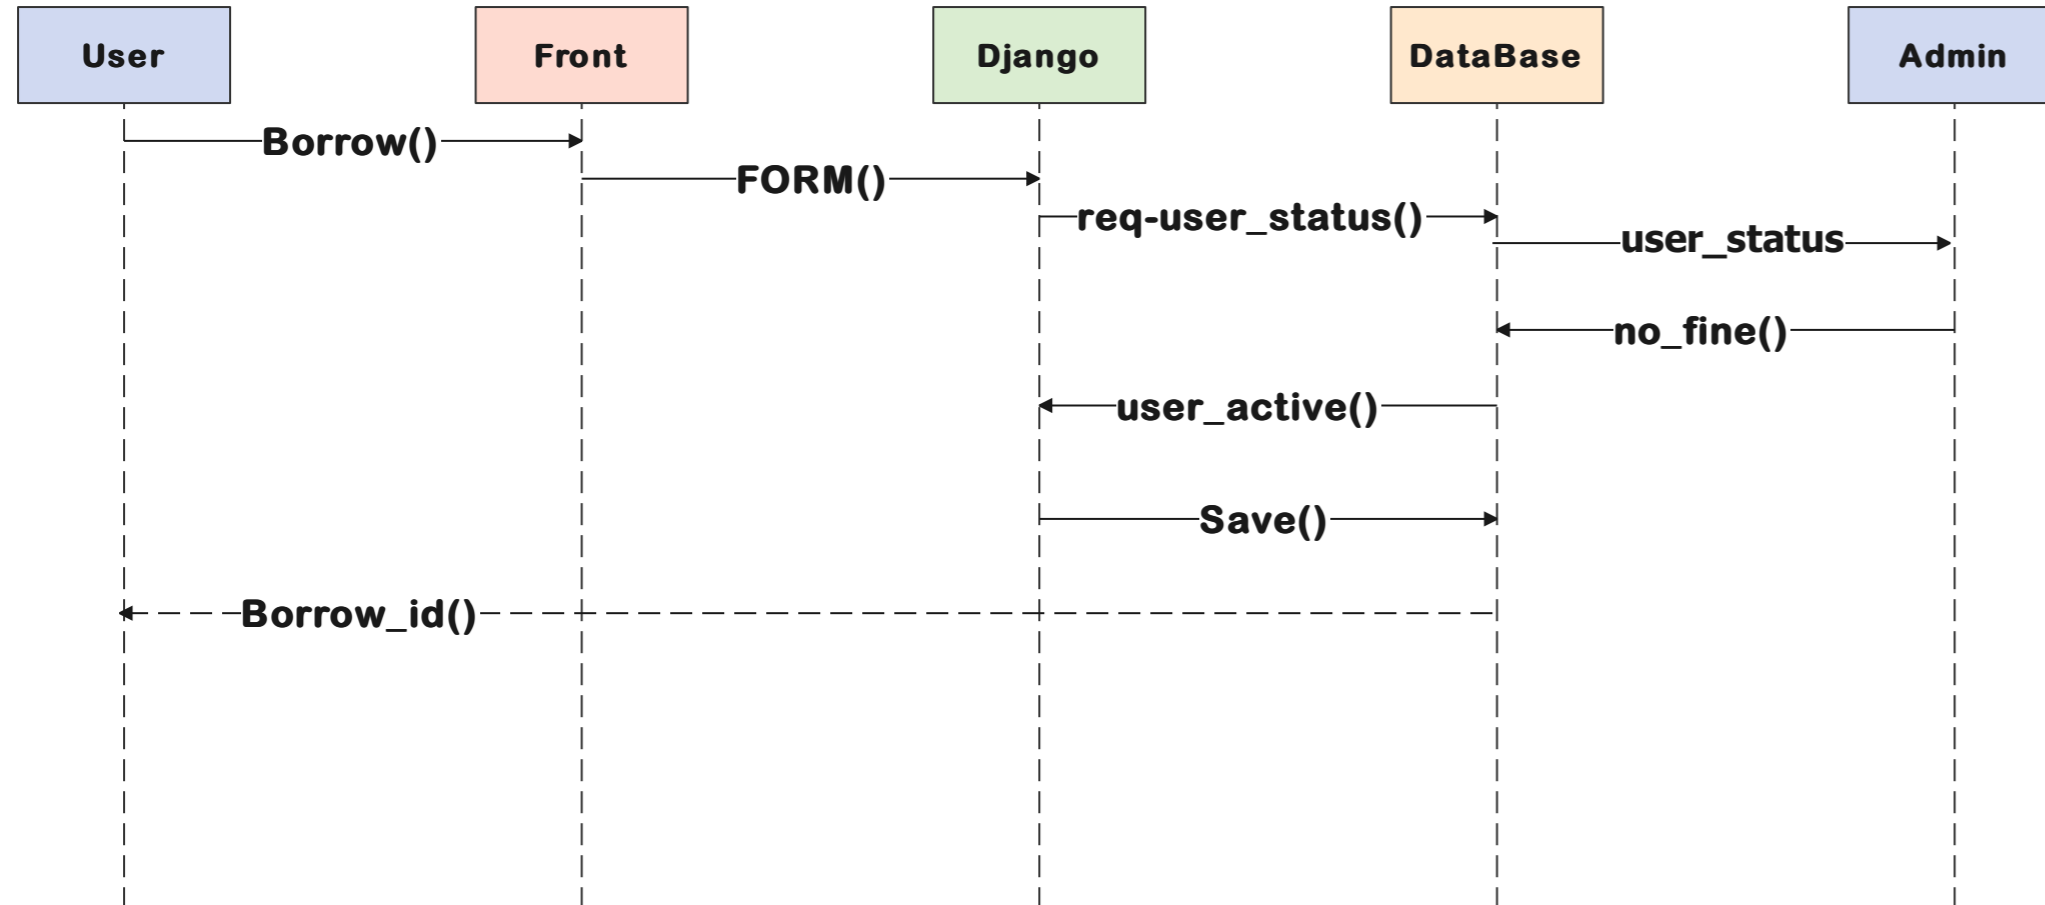 User
Front
Django
DataBase
Admin
Borrow()
FORM()
req-user_status()
user_status
no_fine()
user_active()
Save()
Borrow_id()